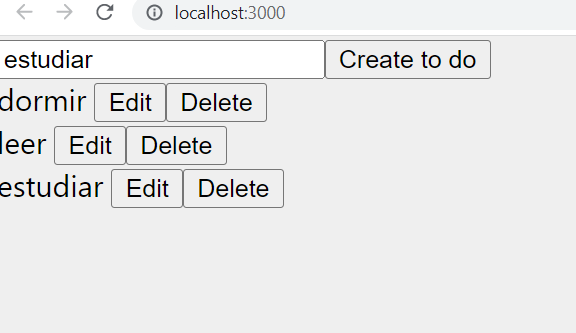 localhost:3000
estudiar Create to do
dormir Edit Delete
leer Edit Delete
estudiar Edit Delete